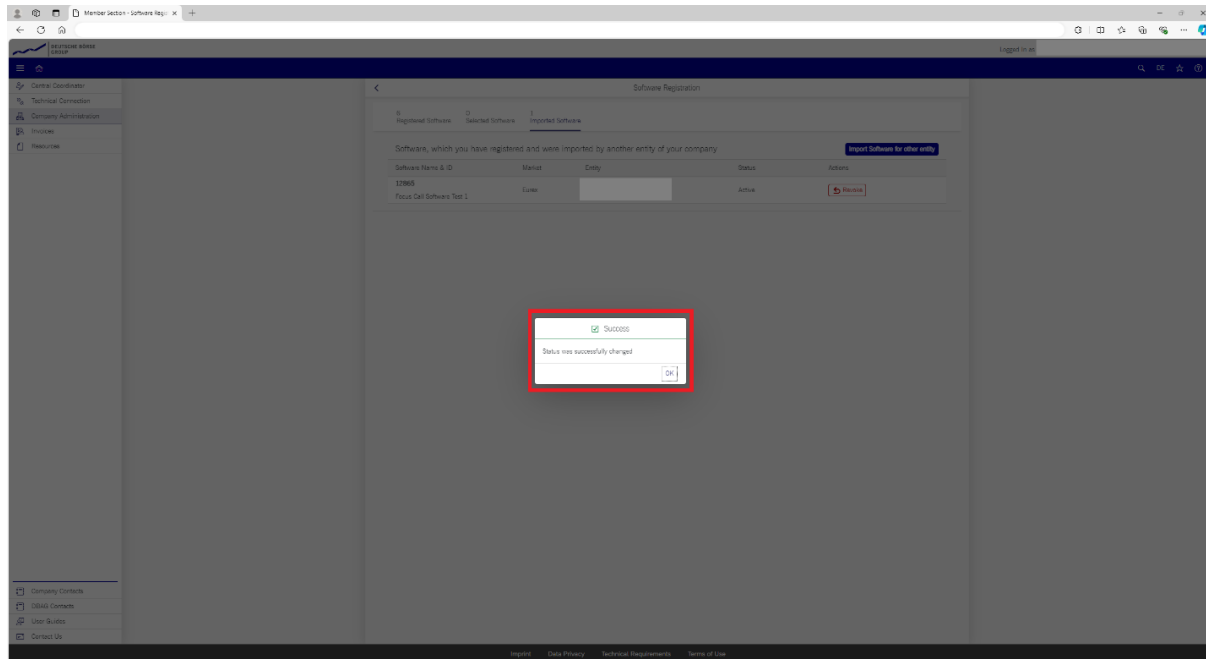 Member Section - Software Regis
DEUTSCHE BÖRSE
GROUP
Logged in as
DE
Central Coordinator
Technical Connection
Company Administration
Invoices
Resources
Software Registration
Registered Software
0
Selected Software
1
Imported Software
Software, which you have registered and were imported by another entity of your company
Import Software for other entity
Software Name & ID
Market
Entity
Status
Actions
12865
Focus Call Software Test 1
Eurex
Active
Revoke
Success
Status was successfully changed
OK
Company Contacts
DBAG Contacts
User Guides
Contact Us
Imprint
Data Privacy
Technical Requirements
Terms of Use